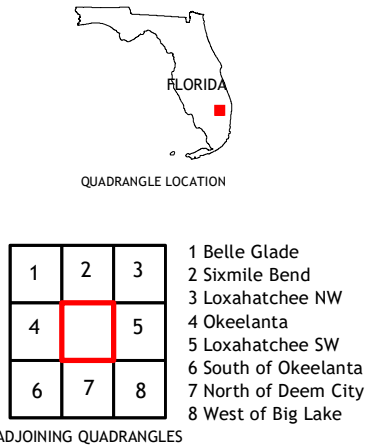 FLORIDA
QUADRANGLE LOCATION
1 2 3
4 5
6 7 8
1 Belle Glade
2 Sixmile Bend
3 Loxahatchee NW
4 Okeelanta
5 Loxahatchee SW
6 South of Okeelanta
7 North of Deem City
8 West of Big Lake
ADJOINING QUADRANGLES